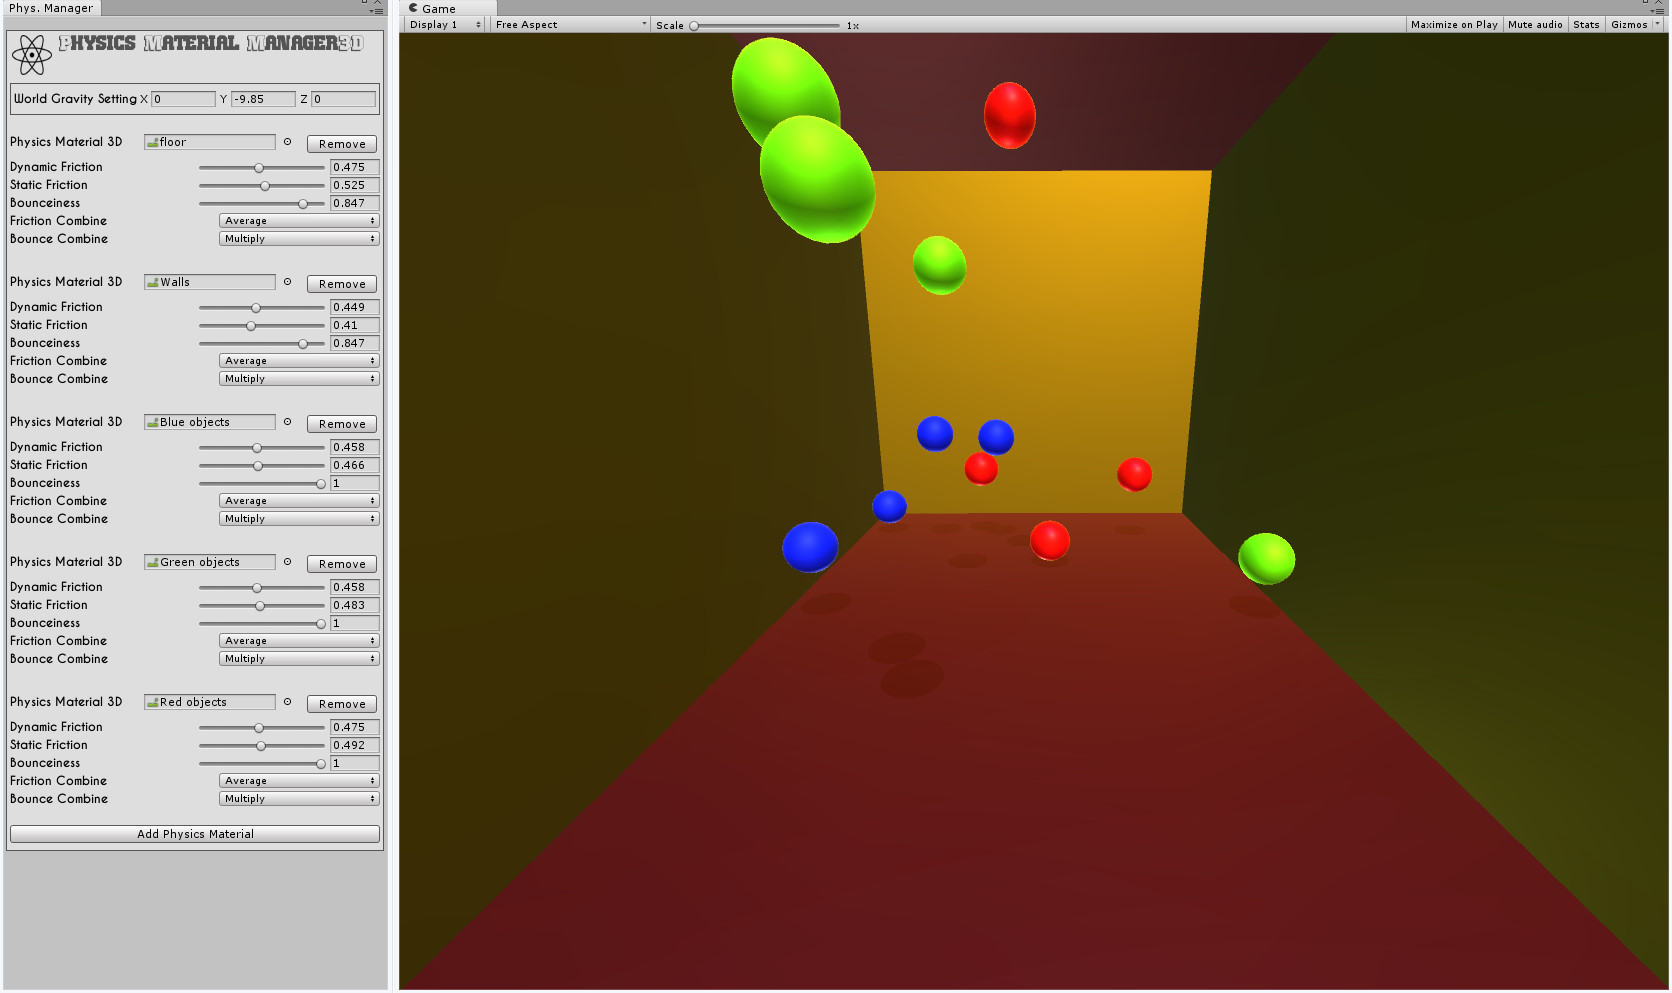 Phys. Manager
PHYSICS MATERIAL MANAGER3D
World Gravity Setting X 0 Y -9.85 Z 0
Physics Material 3D floor Remove
Dynamic Friction 0.475
Static Friction 0.525
Bounceiness 0.847
Friction Combine Average
Bounce Combine Multiply
Physics Material 3D Walls Remove
Dynamic Friction 0.449
Static Friction 0.41
Bounceiness 0.847
Friction Combine Average
Bounce Combine Multiply
Physics Material 3D Blue objects Remove
Dynamic Friction 0.458
Static Friction 0.466
Bounceiness 1
Friction Combine Average
Bounce Combine Multiply
Physics Material 3D Green objects Remove
Dynamic Friction 0.458
Static Friction 0.483
Bounceiness 1
Friction Combine Average
Bounce Combine Multiply
Physics Material 3D Red objects Remove
Dynamic Friction 0.475
Static Friction 0.492
Bounceiness 1
Friction Combine Average
Bounce Combine Multiply
Add Physics Material
Game
Display 1 Free Aspect Scale 1x Maximize on Play Mute audio Stats Gizmos